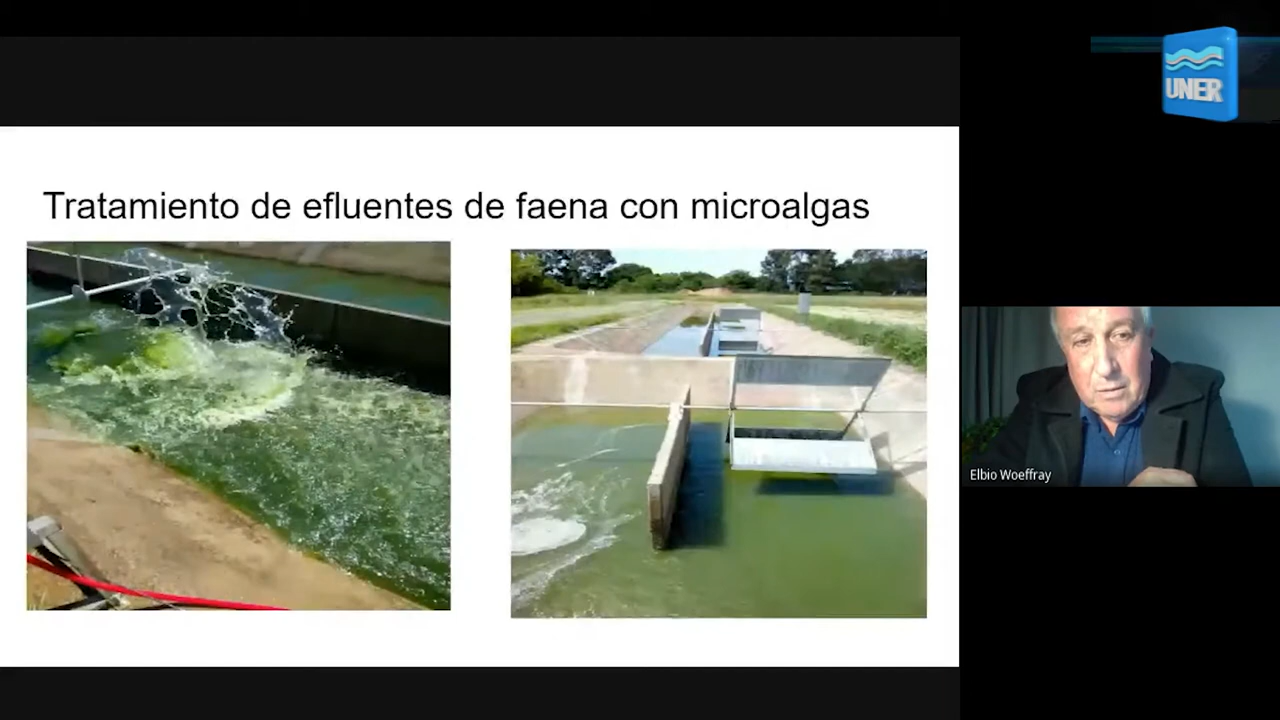 Tratamiento de efluentes de faena con microalgas
UNER
Elbio Woeffray